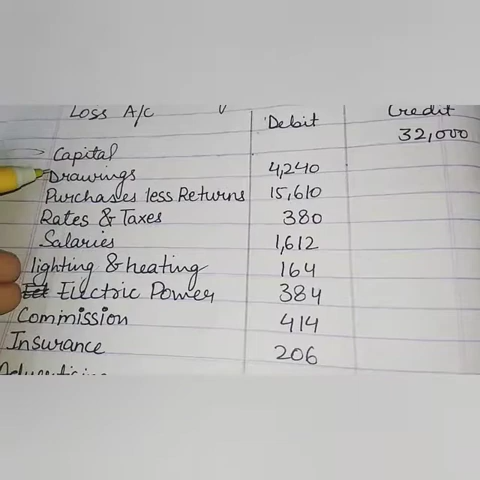 Loss A/C
Debit Credit
Capital 32,000
Drawings 4,240
Purchases less Returns 15,610
Rates & Taxes 380
Salaries 1,612
lighting & heating 164
Electric Power 384
Commission 414
Insurance 206